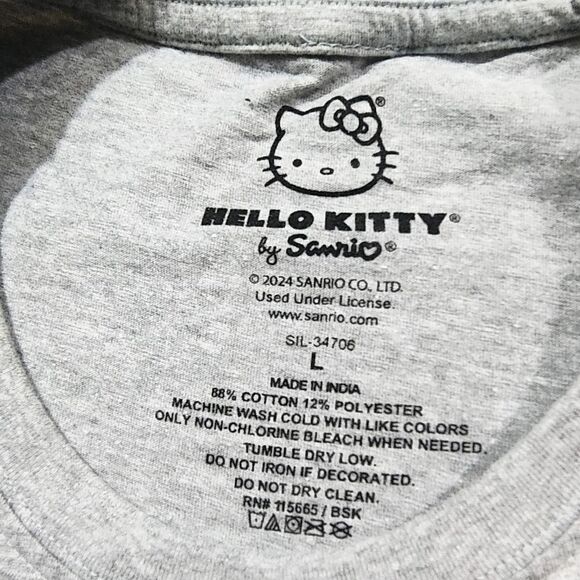 HELLO KITTY®
by Sanrio®
© 2024 SANRIO CO., LTD.
Used Under License.
www.sanrio.com
SIL-34706
L
MADE IN INDIA
88% COTTON 12% POLYESTER
MACHINE WASH COLD WITH LIKE COLORS
ONLY NON-CHLORINE BLEACH WHEN NEEDED.
TUMBLE DRY LOW.
DO NOT IRON IF DECORATED.
DO NOT DRY CLEAN.
RN# 115665 / BSK